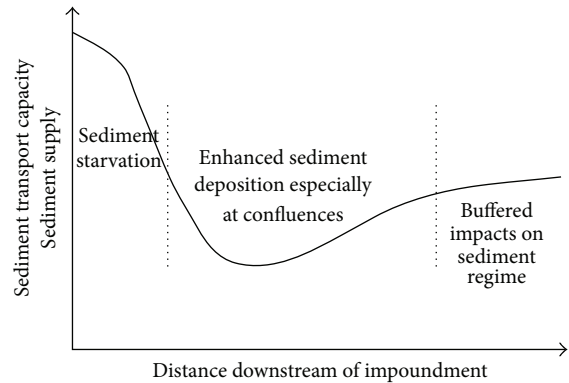 Sediment transport capacity
Sediment supply
Sediment
starvation
Enhanced sediment
deposition especially
at confluences
Buffered
impacts on
sediment
regime
Distance downstream of impoundment